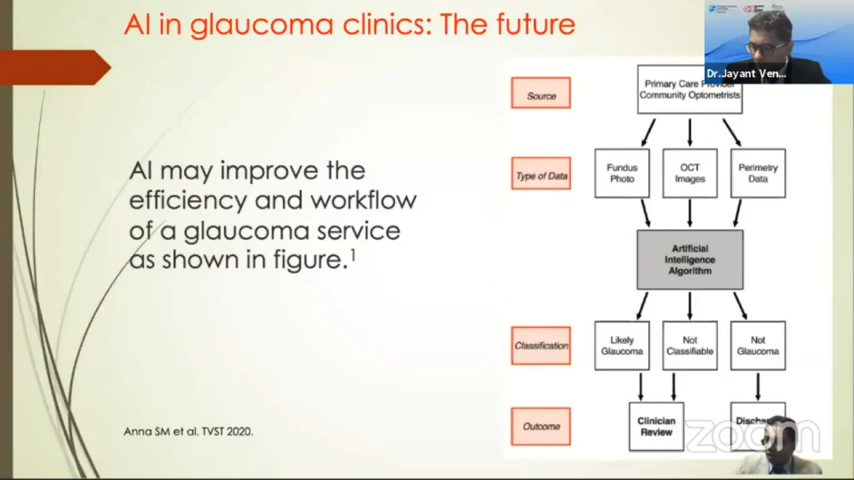 AI in glaucoma clinics: The future
Dr.Jayant Ven...
AI may improve the
efficiency and workflow
of a glaucoma service
as shown in figure.1
Anna SM et al. TVST 2020.
Source
Primary Care
Community Optometrists
Type of Data
Fundus
Photo
OCT
Images
Perimetry
Data
Artificial
Intelligence
Algorithm
Classification
Likely
Glaucoma
Not
Classifiable
Not
Glaucoma
Outcome
Clinician
Review
zoom